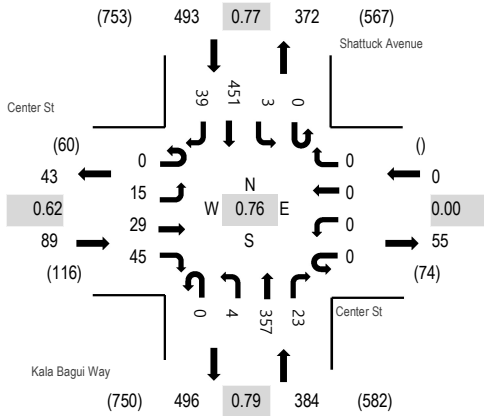 (753) 493 0.77 372 (567)
Shattuck Avenue
39 451 3 0
Center St
(60) ()
0 0
43 0
15 N 0
0.62 W 0.76 E 0.00
29 0
89 S 55
45 0
(116) (74)
0 4 357 23
Center St
Kala Bagui Way
(750) 496 0.79 384 (582)